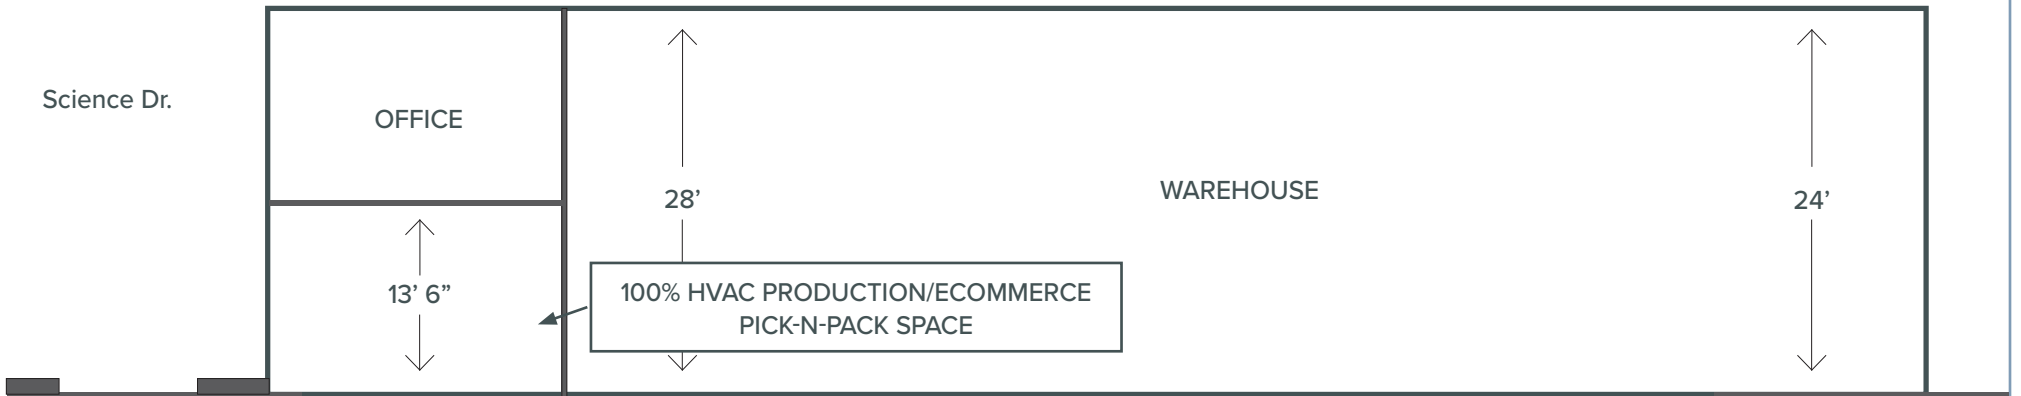 Science Dr.
OFFICE
28’
WAREHOUSE
24’
13’ 6”
100% HVAC PRODUCTION/ECOMMERCE
PICK-N-PACK SPACE